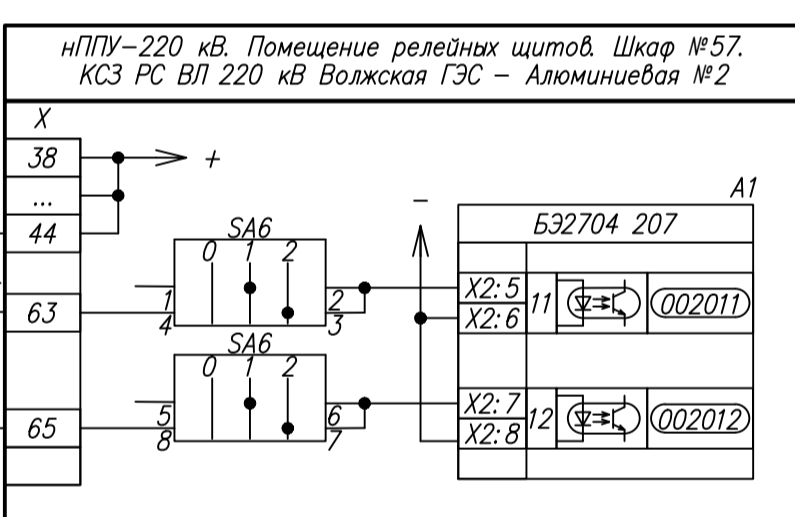 нППУ-220 кВ. Помещение релейных щитов. Шкаф №57.
КСЗ РС ВЛ 220 кВ Волжская ГЭС - Алюминиевая №2
X
38
+
...
44
63
65
SA6
0 1 2
1
4
2
3
SA6
0 1 2
5
8
6
7
-
A1
БЭ2704 207
X2:5
X2:6
11
002011
X2:7
X2:8
12
002012